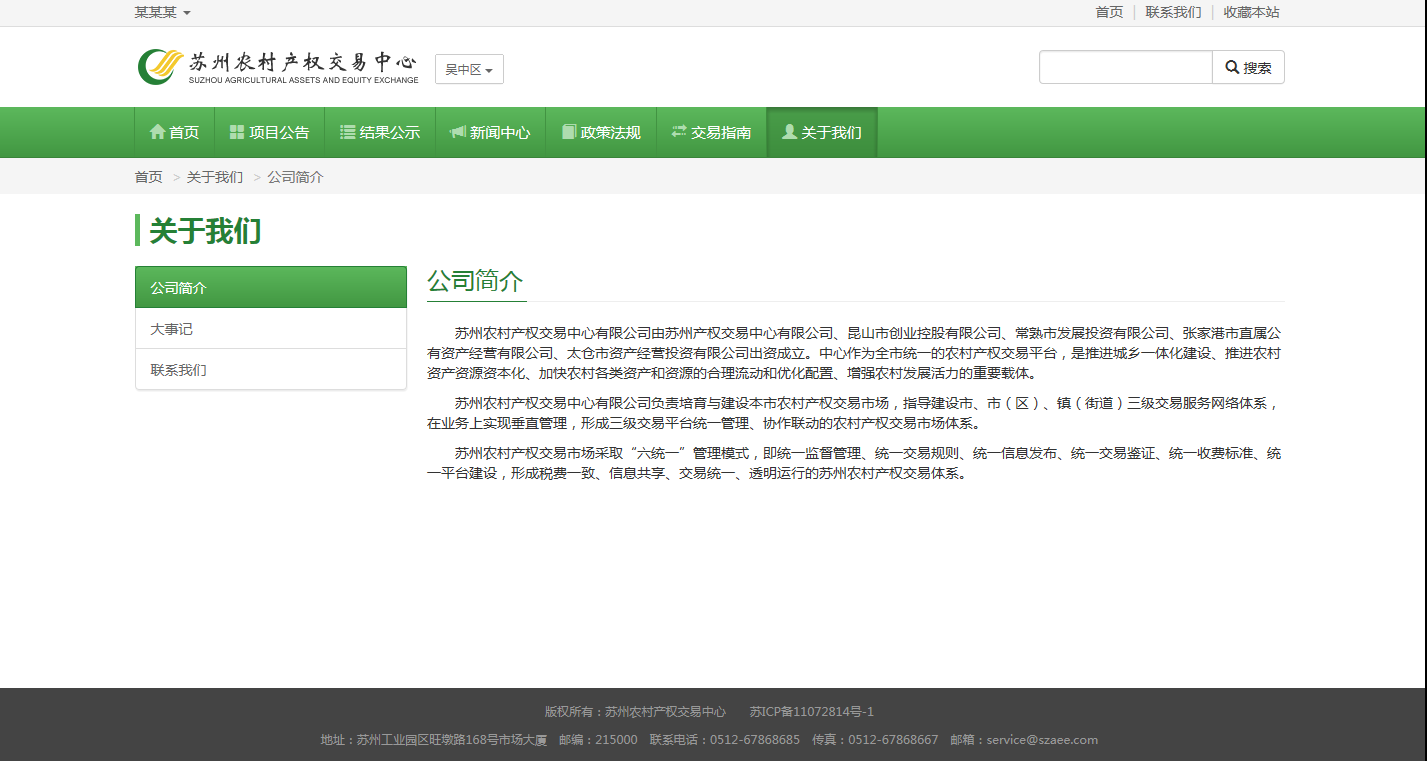 某某某
首页 | 联系我们 | 收藏本站
苏州农村产权交易中心
SUZHOU AGRICULTURAL ASSETS AND EQUITY EXCHANGE
吴中区
搜索
首页 项目公告 结果公示 新闻中心 政策法规 交易指南 关于我们
首页 > 关于我们 > 公司简介
关于我们
公司简介
大事记
联系我们
公司简介
苏州农村产权交易中心有限公司由苏州产权交易中心有限公司、昆山市创业控股有限公司、常熟市发展投资有限公司、张家港市直属公
有资产经营有限公司、太仓市资产经营投资有限公司出资成立。中心作为全市统一的农村产权交易平台，是推进城乡一体化建设、推进农村
资产资源资本化、加快农村各类资产和资源的合理流动和优化配置、增强农村发展活力的重要载体。
苏州农村产权交易中心有限公司负责培育与建设本市农村产权交易市场，指导建设市、市（区）、镇（街道）三级交易服务网络体系，
在业务上实现垂直管理，形成三级交易平台统一管理、协作联动的农村产权交易市场体系。
苏州农村产权交易市场采取“六统一”管理模式，即统一监督管理、统一交易规则、统一信息发布、统一交易鉴证、统一收费标准、统
一平台建设，形成税费一致、信息共享、交易统一、透明运行的苏州农村产权交易体系。
版权所有：苏州农村产权交易中心 苏ICP备11072814号-1
地址：苏州工业园区旺墩路168号市场大厦 邮编：215000 联系电话：0512-67868685 传真：0512-67868667 邮箱：service@szaee.com